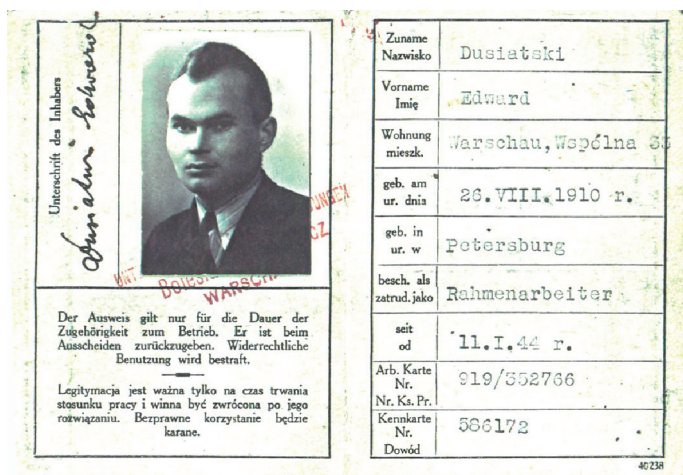 Unterschrift des Inhabers
Dusiatski Edward
UNT
WARSCH
Der Ausweis gilt nur für die Dauer der
Zugehörigkeit zum Betrieb. Er ist beim
Ausscheiden zurückzugeben. Widerrechtliche
Benutzung wird bestraft.
Legitymacja jest ważna tylko na czas trwania
stosunku pracy i winna być zwrócona po jego
rozwiązaniu. Bezprawne korzystanie będzie
karane.
Zuname
Nazwisko
Dusiatski
Vorname
Imię
Edward
Wohnung
mieszk.
Warschau, Wspólna
geb. am
ur. dnia
26.VIII.1910 r.
geb. in
ur. w
Petersburg
besch. als
zatrud. jako
Rahmenarbeiter
seit
od
11.I.44 r.
Arb. Karte
Nr.
Nr. Ks. Pr.
919/352766
Kennkarte
Nr.
Dowód
586172
40238